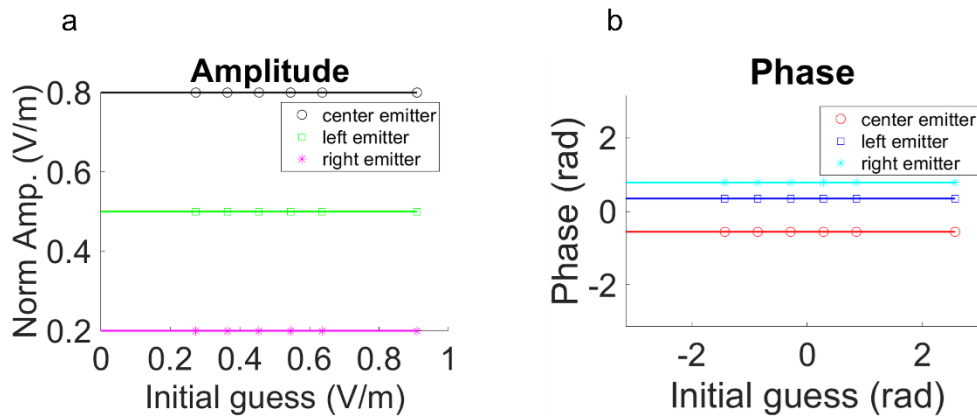 a
Amplitude
Norm Amp. (V/m)
0.8
0.6
0.4
0.2
center emitter
left emitter
right emitter
0
0.2
0.4
0.6
0.8
1
Initial guess (V/m)
b
Phase
Phase (rad)
2
0
-2
center emitter
left emitter
right emitter
-2
0
2
Initial guess (rad)